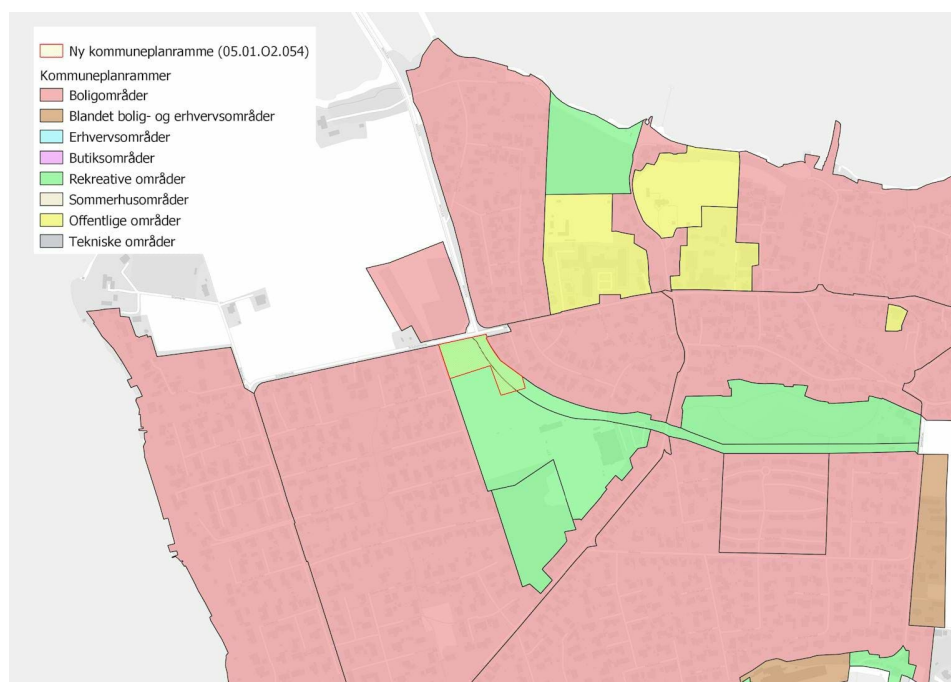 Ny kommuneplanramme (05.01.O2.054)
Kommuneplanrammer
Boligområder
Blandet bolig- og erhvervsområder
Erhvervsområder
Butiksområder
Rekreative områder
Sommerhusområder
Offentlige områder
Tekniske områder